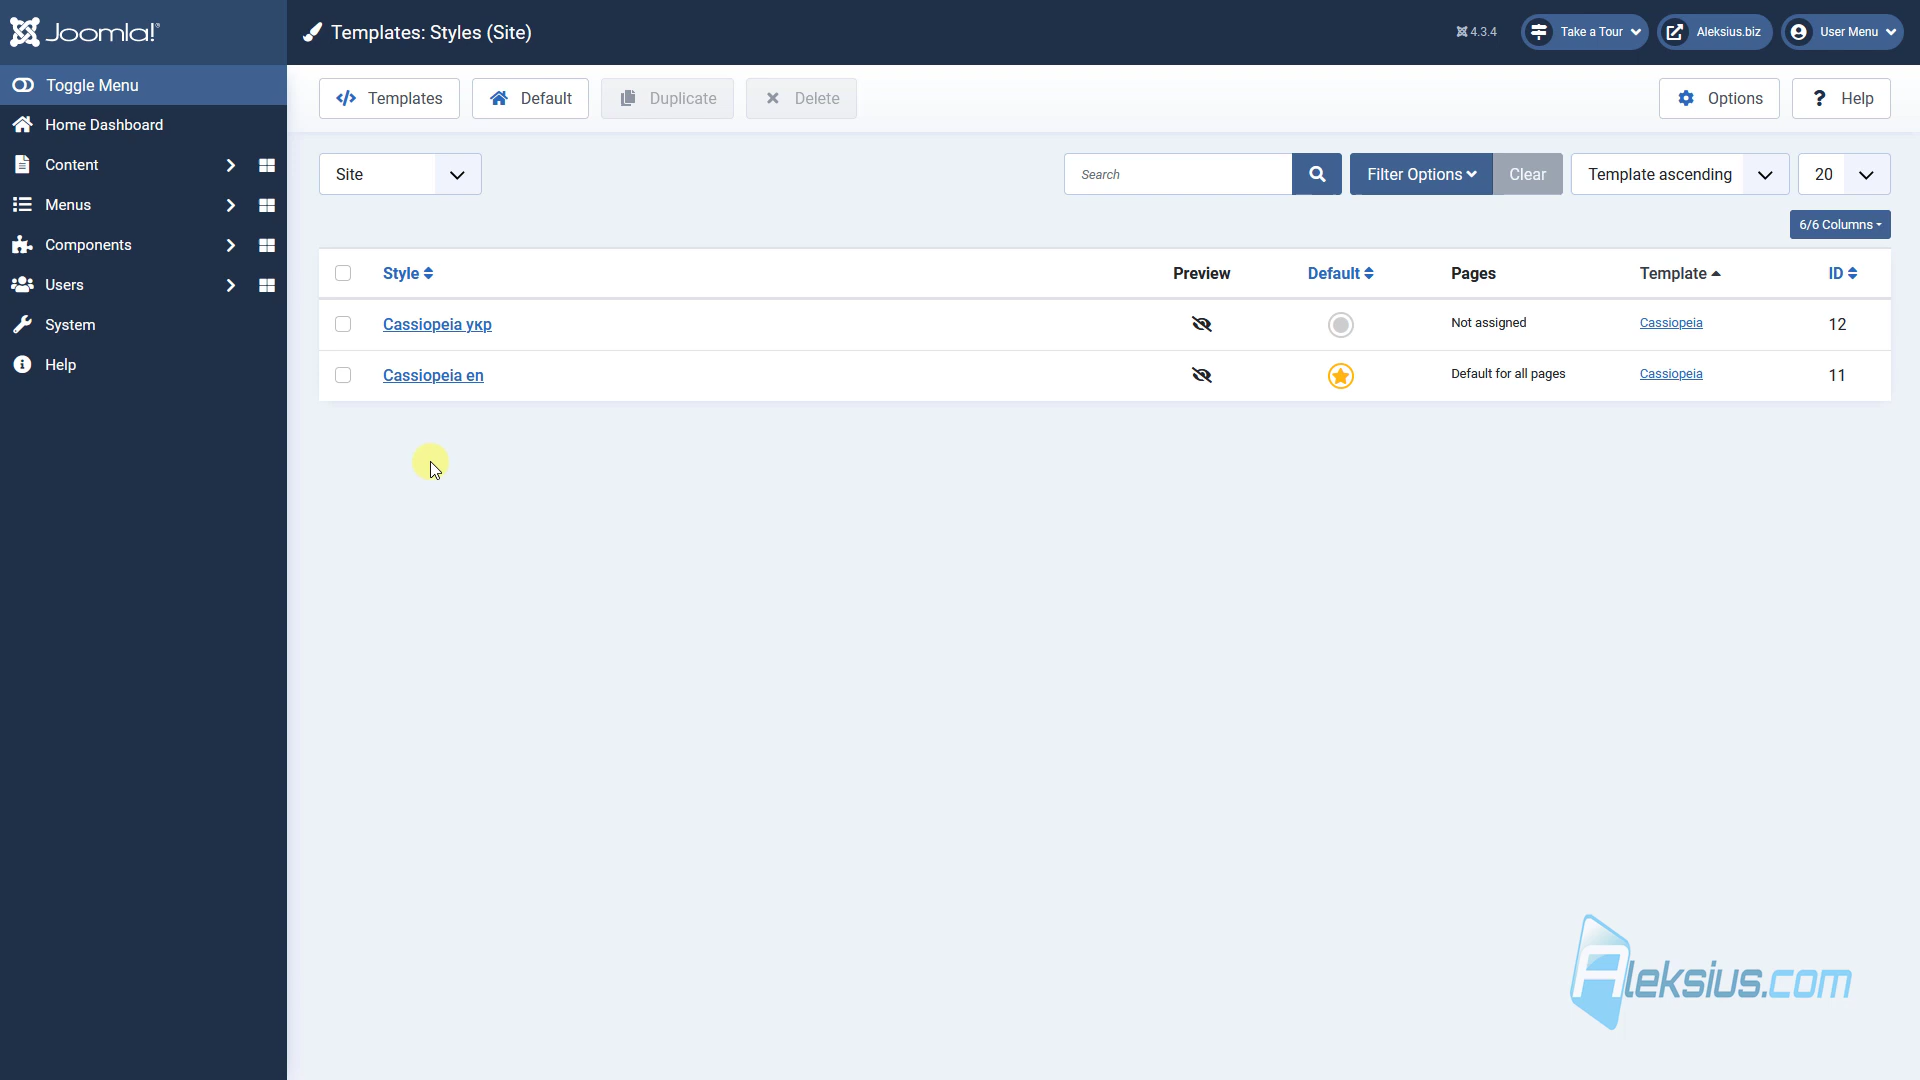 Joomla!® Templates: Styles (Site) 4.3.4 Take a Tour Aleksius.biz User Menu
Toggle Menu
Templates Default Duplicate Delete Options Help
Home Dashboard
Content
Menus
Components
Users
System
Help
Site Search Filter Options Clear Template ascending 20
6/6 Columns
Style Preview Default Pages Template ID
Cassiopeia укр Not assigned Cassiopeia 12
Cassiopeia en Default for all pages Cassiopeia 11
Aleksius.com